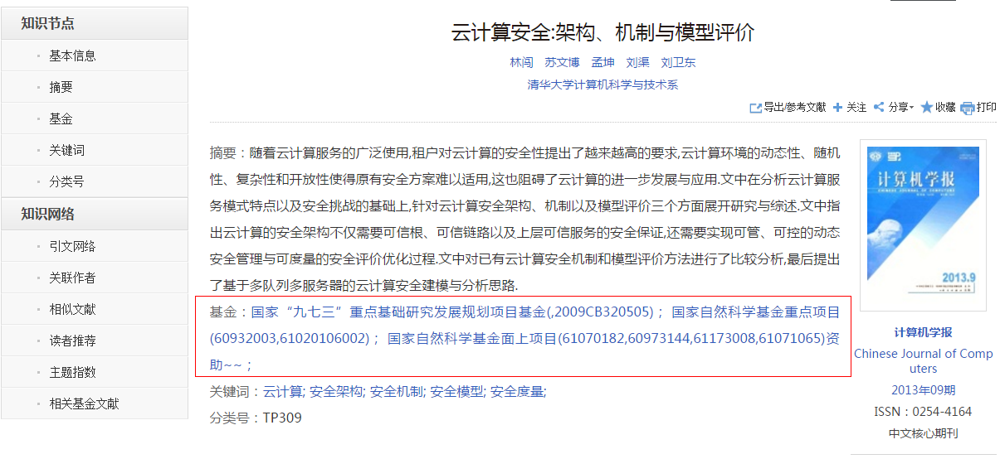 知识节点
基本信息
摘要
基金
关键词
分类号
知识网络
引文网络
关联作者
相似文献
读者推荐
主题指数
相关基金文献
云计算安全:架构、机制与模型评价
林闯 苏文博 孟坤 刘渠 刘卫东
清华大学计算机科学与技术系
导出/参考文献 关注 分享 收藏 打印
摘要：随着云计算服务的广泛使用,租户对云计算的安全性提出了越来越高的要求,云计算环境的动态性、随机
性、复杂性和开放性使得原有安全方案难以适用,这也阻碍了云计算的进一步发展与应用.文中在分析云计算服
务模式特点以及安全挑战的基础上,针对云计算安全架构、机制以及模型评价三个方面展开研究与综述.文中指
出云计算的安全架构不仅需要可信根、可信链路以及上层可信服务的安全保证,还需要实现可管、可控的动态
安全管理与可度量的安全评价优化过程.文中对已有云计算安全机制和模型评价方法进行了比较分析,最后提出
了基于多队列多服务器的云计算安全建模与分析思路.
基金：国家“九七三”重点基础研究发展规划项目基金(,2009CB320505)； 国家自然科学基金重点项目
(60932003,61020106002)； 国家自然科学基金面上项目(61070182,60973144,61173008,61071065)资
助~~；
关键词：云计算; 安全架构; 安全机制; 安全模型; 安全度量;
分类号：TP309
计算机学报
CHINESE JOURNAL OF COMPUTERS
2013.9
计算机学报
Chinese Journal of Comp
uters
2013年09期
ISSN：0254-4164
中文核心期刊